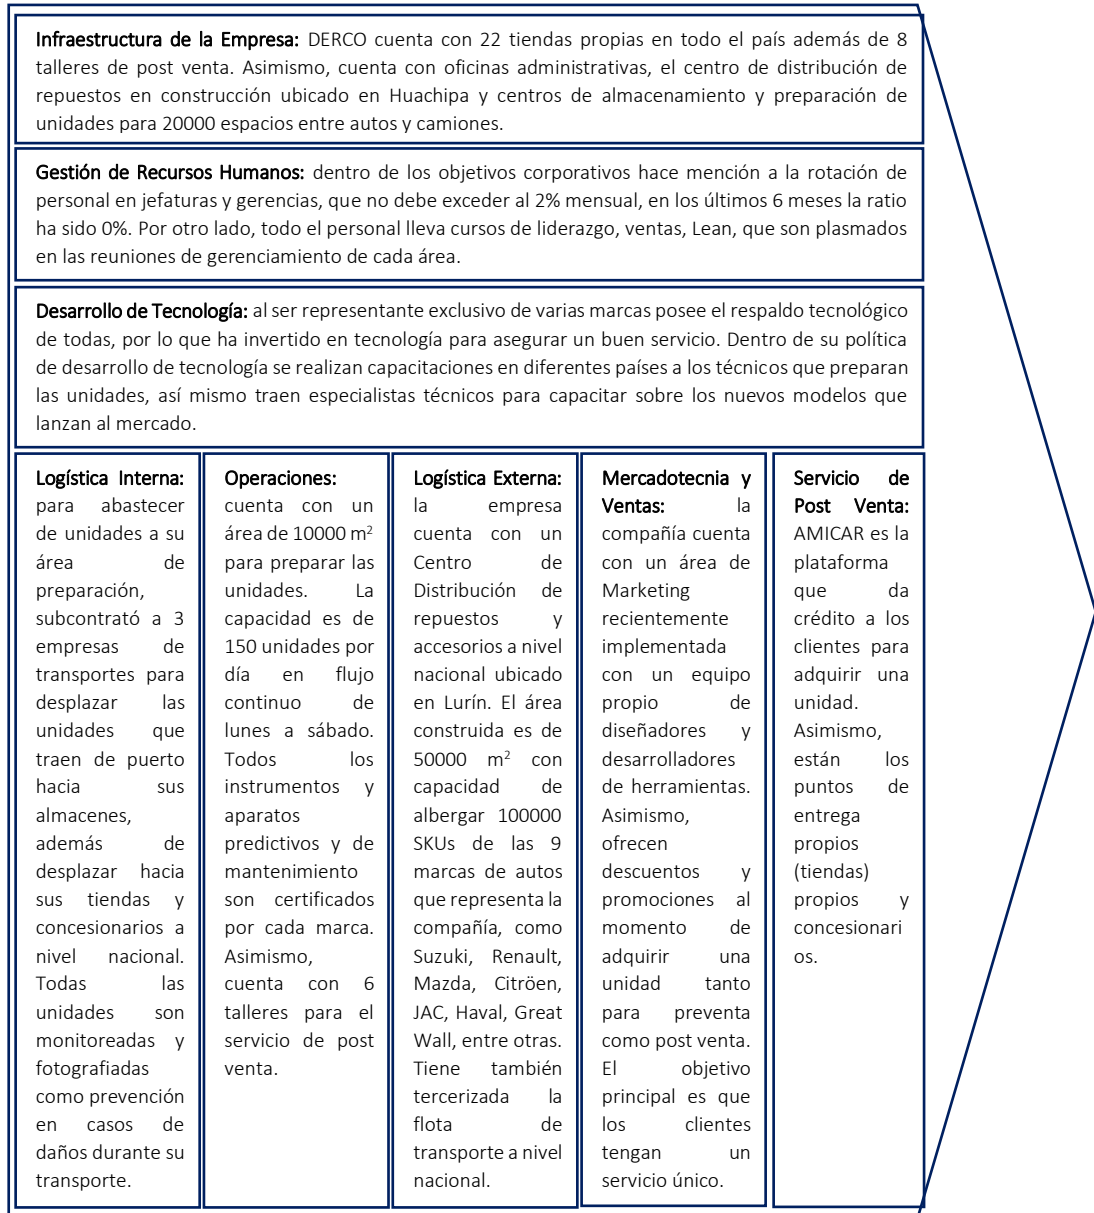 Infraestructura de la Empresa: DERCO cuenta con 22 tiendas propias en todo el país además de 8
talleres de post venta. Asimismo, cuenta con oficinas administrativas, el centro de distribución de
repuestos en construcción ubicado en Huachipa y centros de almacenamiento y preparación de
unidades para 20000 espacios entre autos y camiones.
Gestión de Recursos Humanos: dentro de los objetivos corporativos hace mención a la rotación de
personal en jefaturas y gerencias, que no debe exceder al 2% mensual, en los últimos 6 meses la ratio
ha sido 0%. Por otro lado, todo el personal lleva cursos de liderazgo, ventas, Lean, que son plasmados
en las reuniones de gerenciamiento de cada área.
Desarrollo de Tecnología: al ser representante exclusivo de varias marcas posee el respaldo tecnológico
de todas, por lo que ha invertido en tecnología para asegurar un buen servicio. Dentro de su política
de desarrollo de tecnología se realizan capacitaciones en diferentes países a los técnicos que preparan
las unidades, así mismo traen especialistas técnicos para capacitar sobre los nuevos modelos que
lanzan al mercado.
Logística Interna:
para abastecer
de unidades a su
área de
preparación,
subcontrató a 3
empresas de
transportes para
desplazar las
unidades que
traen de puerto
hacia sus
almacenes,
además de
desplazar hacia
sus tiendas y
concesionarios a
nivel nacional.
Todas las
unidades son
monitoreadas y
fotografiadas
como prevención
en casos de
daños durante su
transporte.
Operaciones:
cuenta con un
área de 10000 m²
para preparar las
unidades. La
capacidad es de
150 unidades por
día en flujo
continuo de
lunes a sábado.
Todos los
instrumentos y
aparatos
predictivos y de
mantenimiento
son certificados
por cada marca.
Asimismo,
cuenta con 6
talleres para el
servicio de post
venta.
Logística Externa:
la empresa
cuenta con un
Centro de
Distribución de
repuestos y
accesorios a nivel
nacional ubicado
en Lurín. El área
construida es de
50000 m² con
capacidad de
albergar 100000
SKUs de las 9
marcas de autos
que representa la
compañía, como
Suzuki, Renault,
Mazda, Citröen,
JAC, Haval, Great
Wall, entre otras.
Tiene también
tercerizada la
flota de
transporte a nivel
nacional.
Mercadotecnia y
Ventas: la
compañía cuenta
con un área de
Marketing
recientemente
implementada
con un equipo
propio de
diseñadores y
desarrolladores
de herramientas.
Asimismo,
ofrecen
descuentos y
promociones al
momento de
adquirir una
unidad tanto
para preventa
como post venta.
El objetivo
principal es que
los clientes
tengan un
servicio único.
Servicio de
Post Venta:
AMICAR es la
plataforma
que da
crédito a los
clientes para
adquirir una
unidad.
Asimismo,
están los
puntos de
entrega
propios
(tiendas)
propios y
concesionari
os.